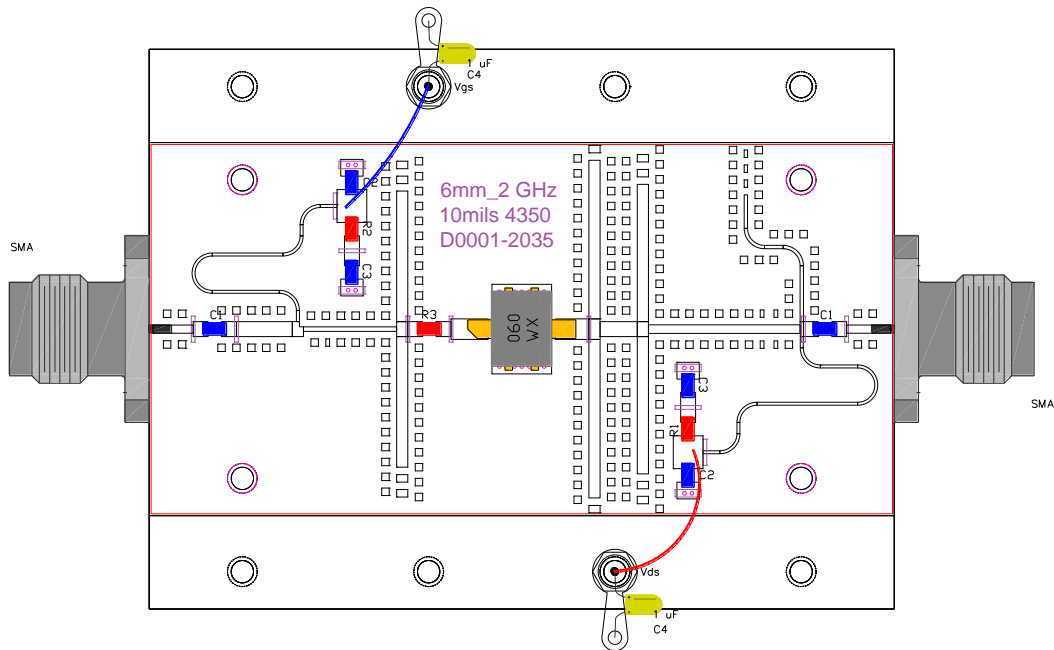 1 uF
C4
Vgs
C2
6mm_2 GHz
10mils 4350
D0001-2035
R2
SMA
C3
C1
R3
060
WX
C1
C3
SMA
R1
C2
Vds
1 uF
C4